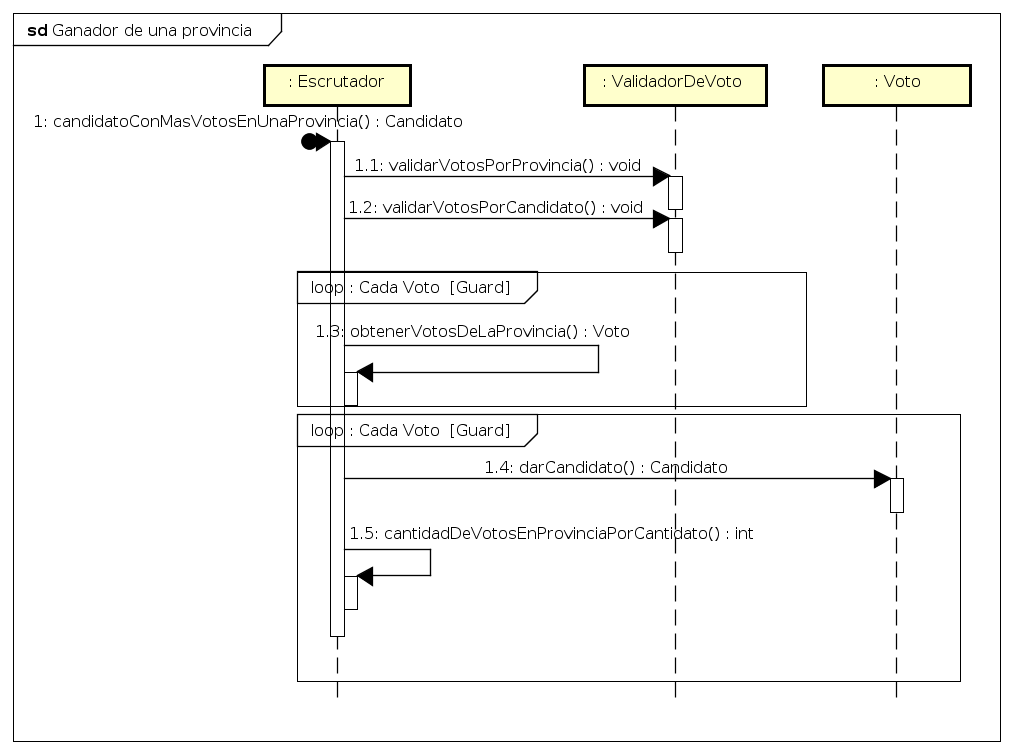 sd Ganador de una provincia
: Escrutador
: ValidadorDeVoto
: Voto
1: candidatoConMasVotosEnUnaProvincia() : Candidato
1.1: validarVotosPorProvincia() : void
1.2: validarVotosPorCandidato() : void
loop : Cada Voto [Guard]
1.3: obtenerVotosDeLaProvincia() : Voto
loop : Cada Voto [Guard]
1.4: darCandidato() : Candidato
1.5: cantidadDeVotosEnProvinciaPorCantidato() : int